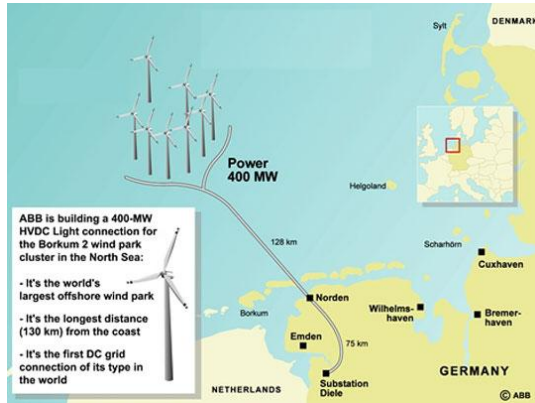 DENMARK
Sylt
Power
400 MW
Helgoland
128 km
Scharhörn
Cuxhaven
Norden
Wilhelms-
haven
Bremer-
haven
Borkum
Emden
75 km
GERMANY
Substation
Diele
NETHERLANDS
ABB is building a 400-MW
HVDC Light connection for
the Borkum 2 wind park
cluster in the North Sea:
- It's the world's
largest offshore wind park
- It's the longest distance
(130 km) from the coast
- It's the first DC grid
connection of its type in
the world
© ABB